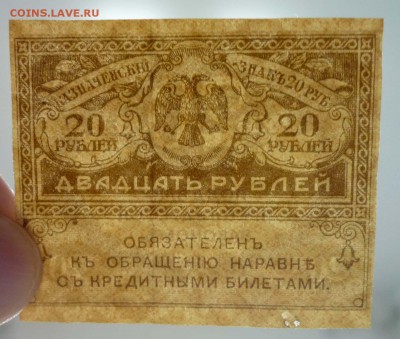 COINS.LAVE.RU
КАЗНАЧЕЙСКІЙ ЗНАКЪ 20 РУБ
20 20
РУБЛЕЙ РУБЛЕЙ
ДВАДЦАТЬ РУБЛЕЙ
ОБЯЗАТЕЛЕНЪ
КЪ ОБРАЩЕНІЮ НАРАВНѢ
СЪ КРЕДИТНЫМИ БИЛЕТАМИ.